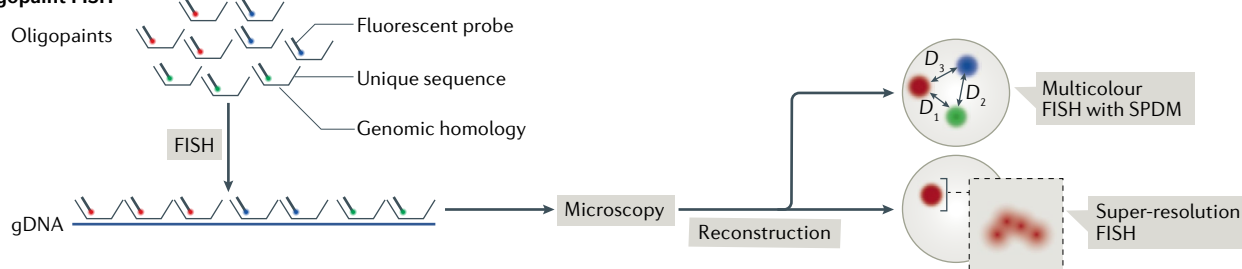 Oligopaints
Fluorescent probe
Unique sequence
Genomic homology
FISH
gDNA
Microscopy
Reconstruction
D3
D2
D1
Multicolour
FISH with SPDM
Super-resolution
FISH